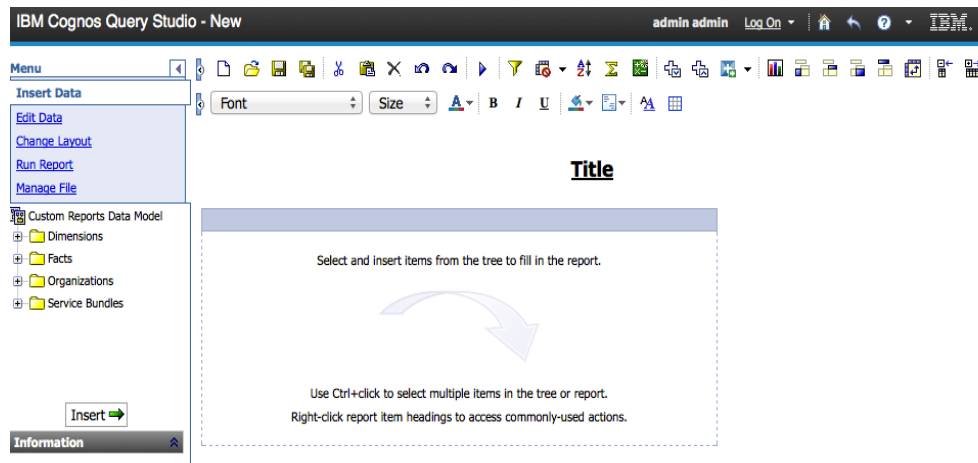 IBM Cognos Query Studio - New
admin admin Log On
IBM.
Menu
Insert Data
Edit Data
Change Layout
Run Report
Manage File
Font Size A B I U
Title
Custom Reports Data Model
Dimensions
Facts
Organizations
Service Bundles
Select and insert items from the tree to fill in the report.
Use Ctrl+click to select multiple items in the tree or report.
Right-click report item headings to access commonly-used actions.
Insert
Information